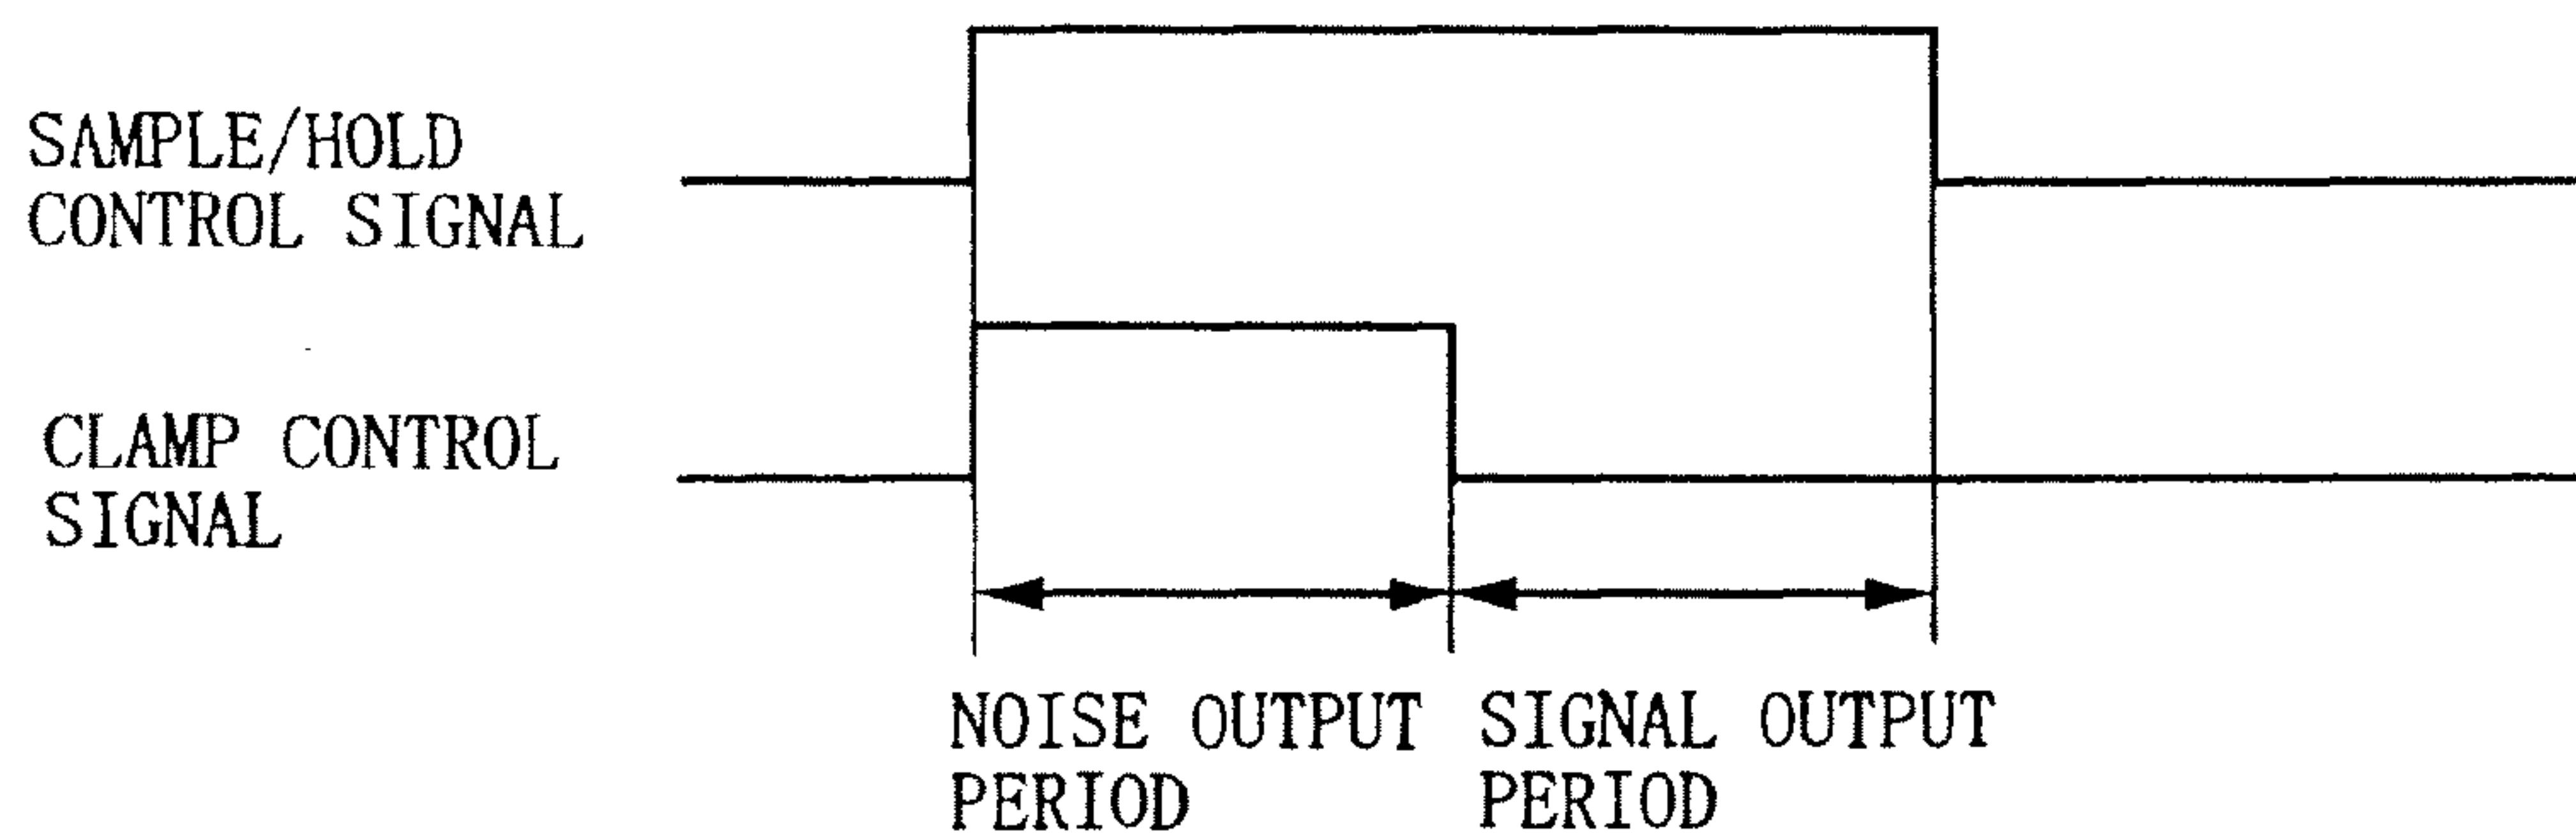 SAMPLE/HOLD
CONTROL SIGNAL
CLAMP CONTROL
SIGNAL
NOISE OUTPUT
PERIOD
SIGNAL OUTPUT
PERIOD